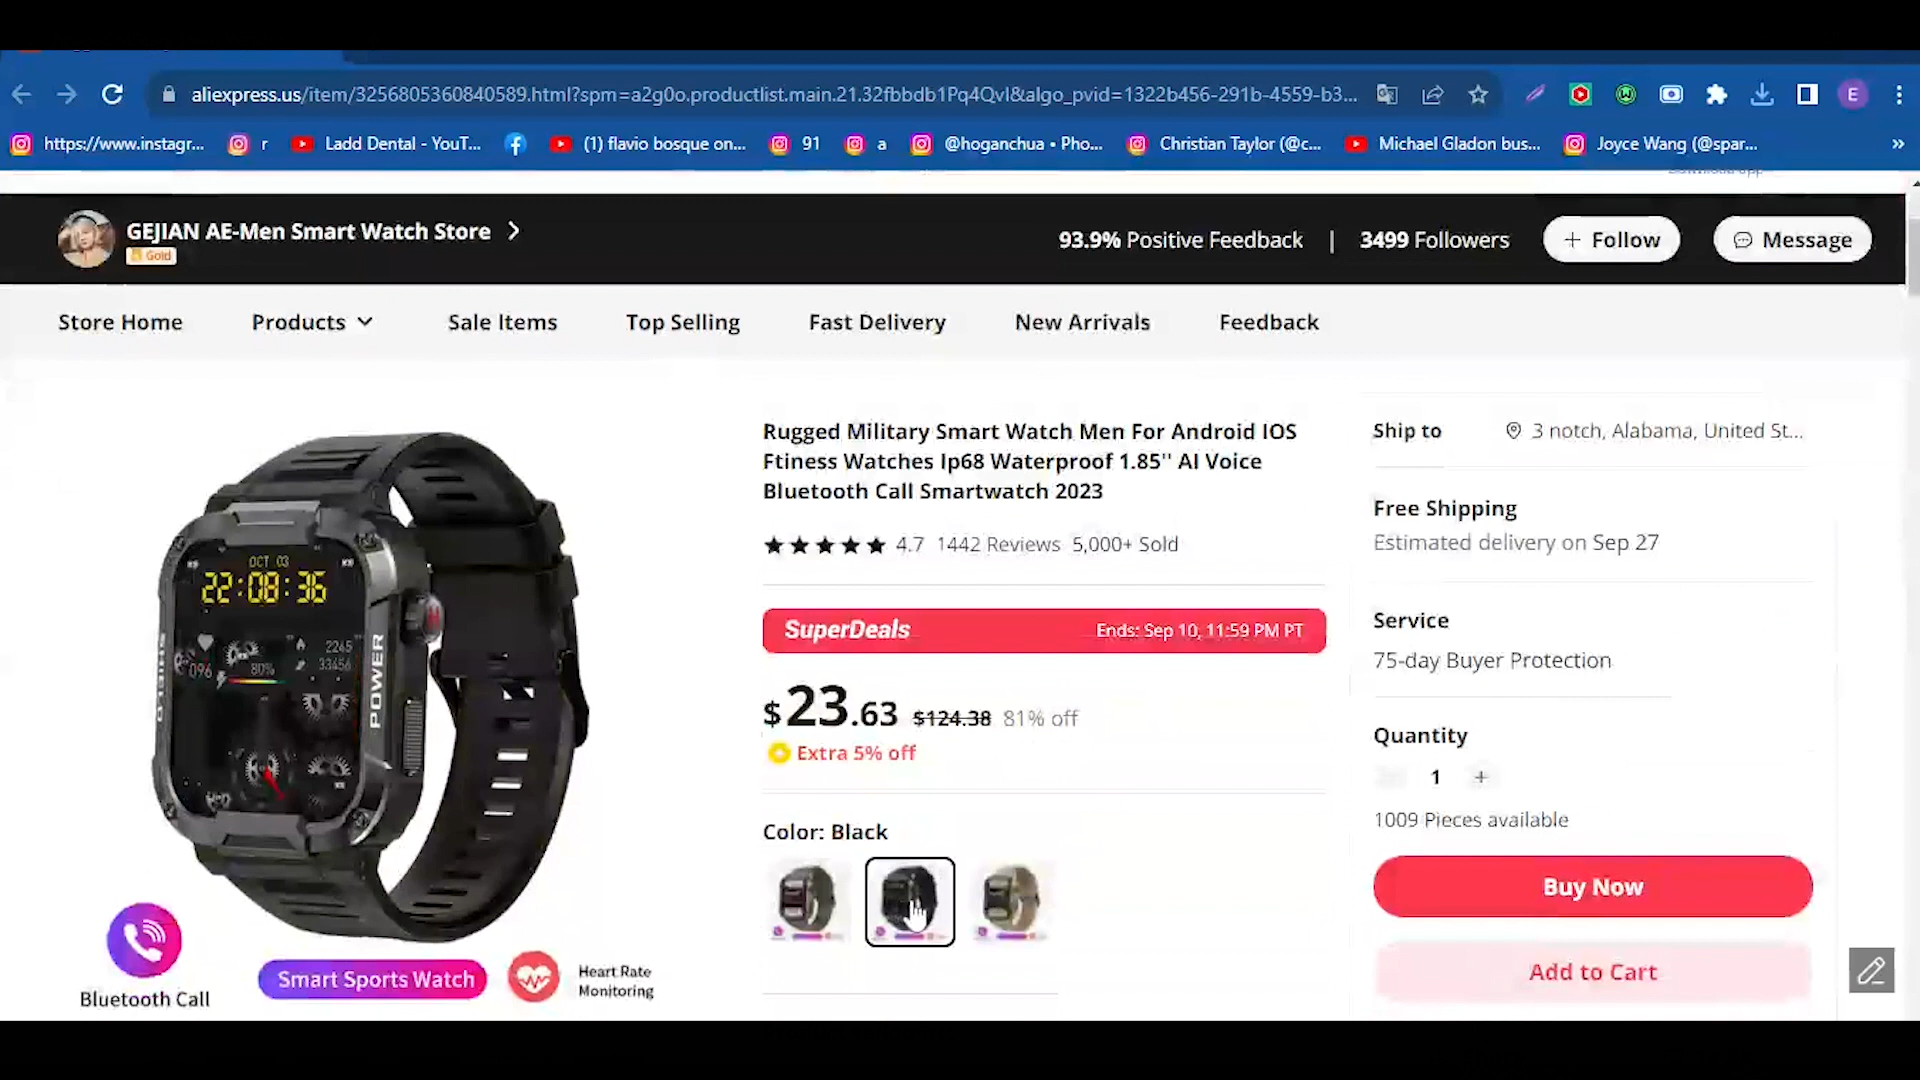 aliexpress.us/item/3256805360840589.html?spm=a2g0o.productlist.main.21.32fbbdb1Pq4QvI&algo_pvid=1322b456-291b-4559-b3...
E
https://www.instagr... r Ladd Dental - YouT... (1) flavio bosque on... 91 a @hoganchua • Pho... Christian Taylor (@c... Michael Gladon bus... Joyce Wang (@spar... »
GEJIAN AE-Men Smart Watch Store
Gold
93.9% Positive Feedback | 3499 Followers
+ Follow
Message
Store Home Products Sale Items Top Selling Fast Delivery New Arrivals Feedback
OCT 03
22:08:36
2265
096
80%
33456
POWER
Bluetooth Call
Smart Sports Watch
Heart Rate
Monitoring
Rugged Military Smart Watch Men For Android IOS
Ftiness Watches Ip68 Waterproof 1.85'' AI Voice
Bluetooth Call Smartwatch 2023
4.7 1442 Reviews 5,000+ Sold
SuperDeals
Ends: Sep 10, 11:59 PM PT
$23.63 $124.38 81% off
Extra 5% off
Color: Black
Ship to
3 notch, Alabama, United St...
Free Shipping
Estimated delivery on Sep 27
Service
75-day Buyer Protection
Quantity
1 +
1009 Pieces available
Buy Now
Add to Cart